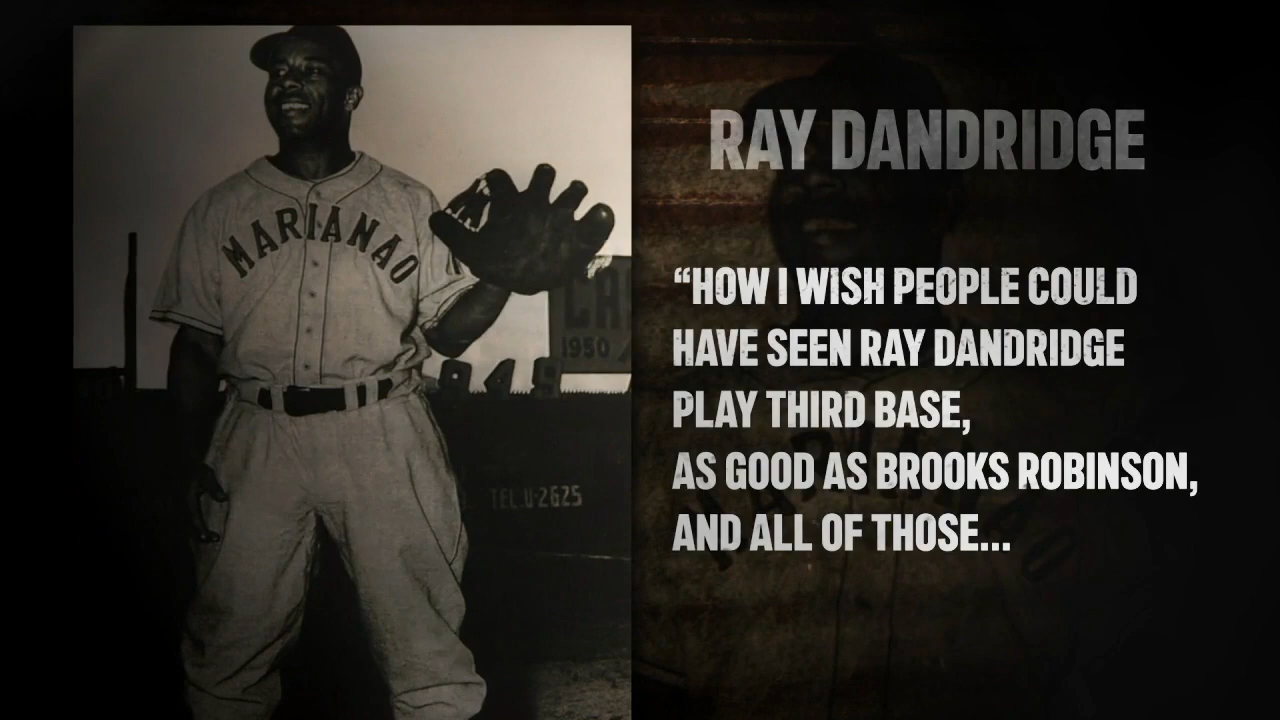 MARIANAO
1950
TEL.U-2625
RAY DANDRIDGE
“HOW I WISH PEOPLE COULD
HAVE SEEN RAY DANDRIDGE
PLAY THIRD BASE,
AS GOOD AS BROOKS ROBINSON,
AND ALL OF THOSE...